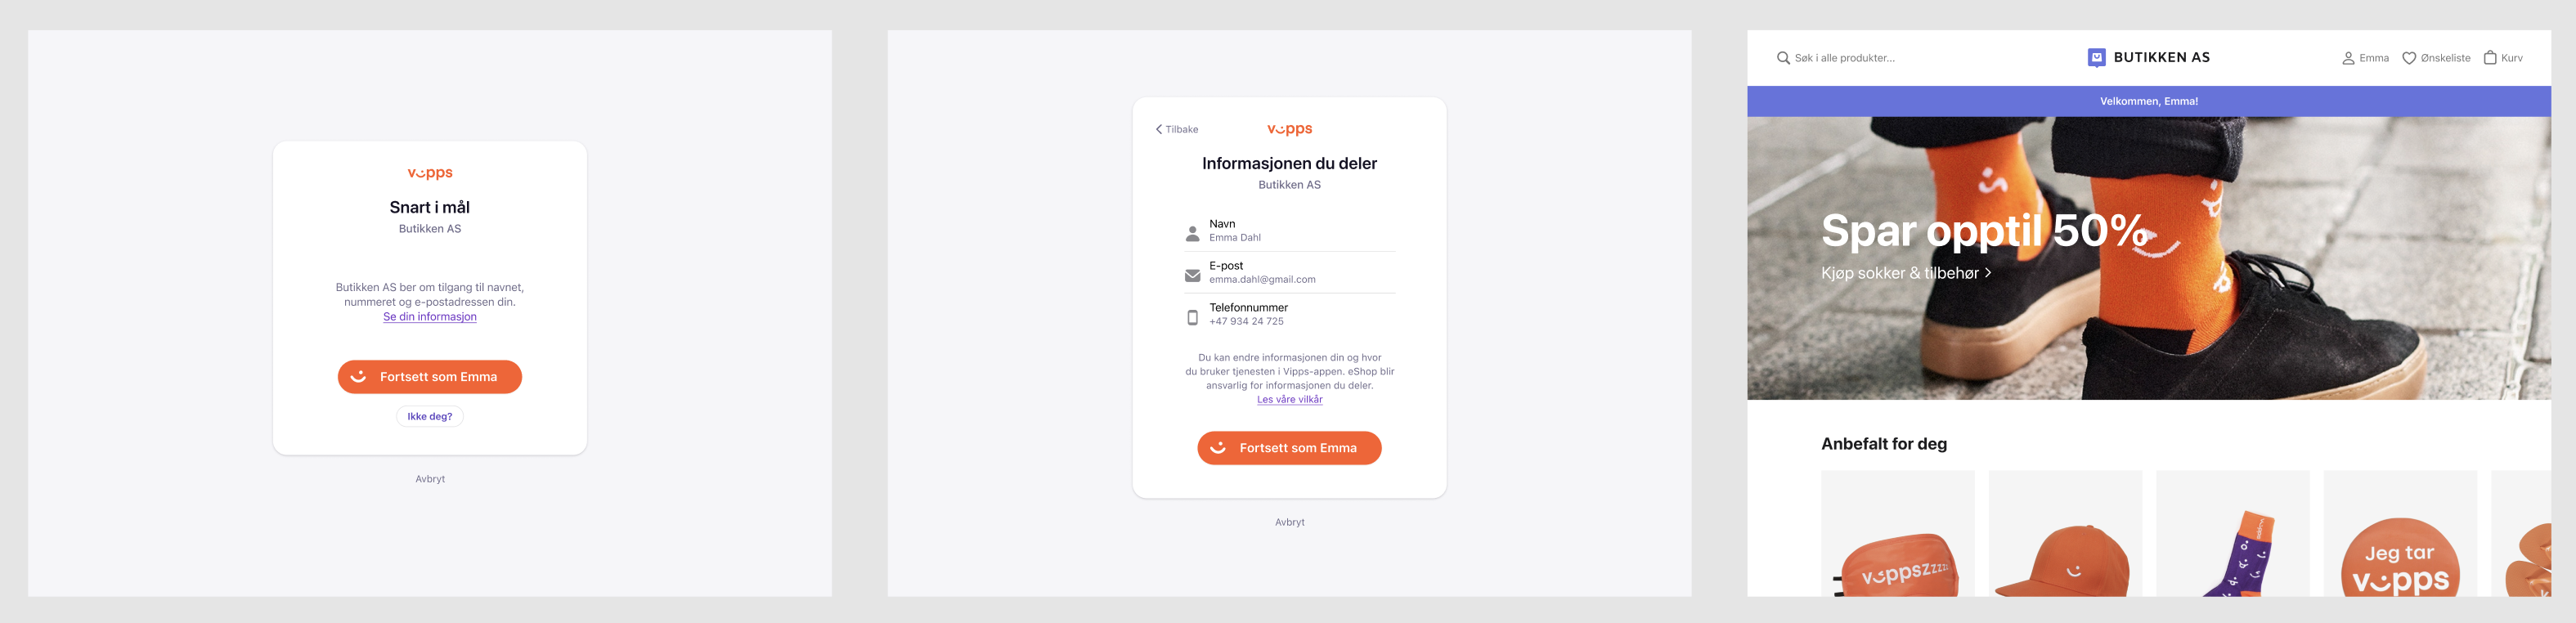 vipps
Snart i mål
Butikken AS
Butikken AS ber om tilgang til navnet,
nummeret og e-postadressen din.
Se din informasjon
Fortsett som Emma
Ikke deg?
Avbryt
Tilbake
vipps
Informasjonen du deler
Butikken AS
Navn
Emma Dahl
E-post
emma.dahl@gmail.com
Telefonnummer
+47 934 24 725
Du kan endre informasjonen din og hvor
du bruker tjenesten i Vipps-appen. eShop blir
ansvarlig for informasjonen du deler.
Les våre vilkår
Fortsett som Emma
Avbryt
Søk i alle produkter...
BUTIKKEN AS
Emma
Ønskeliste
Kurv
Velkommen, Emma!
Spar opptil 50%
Kjøp sokker & tilbehør
Anbefalt for deg
vippszzzzz
Jeg tar
vipps